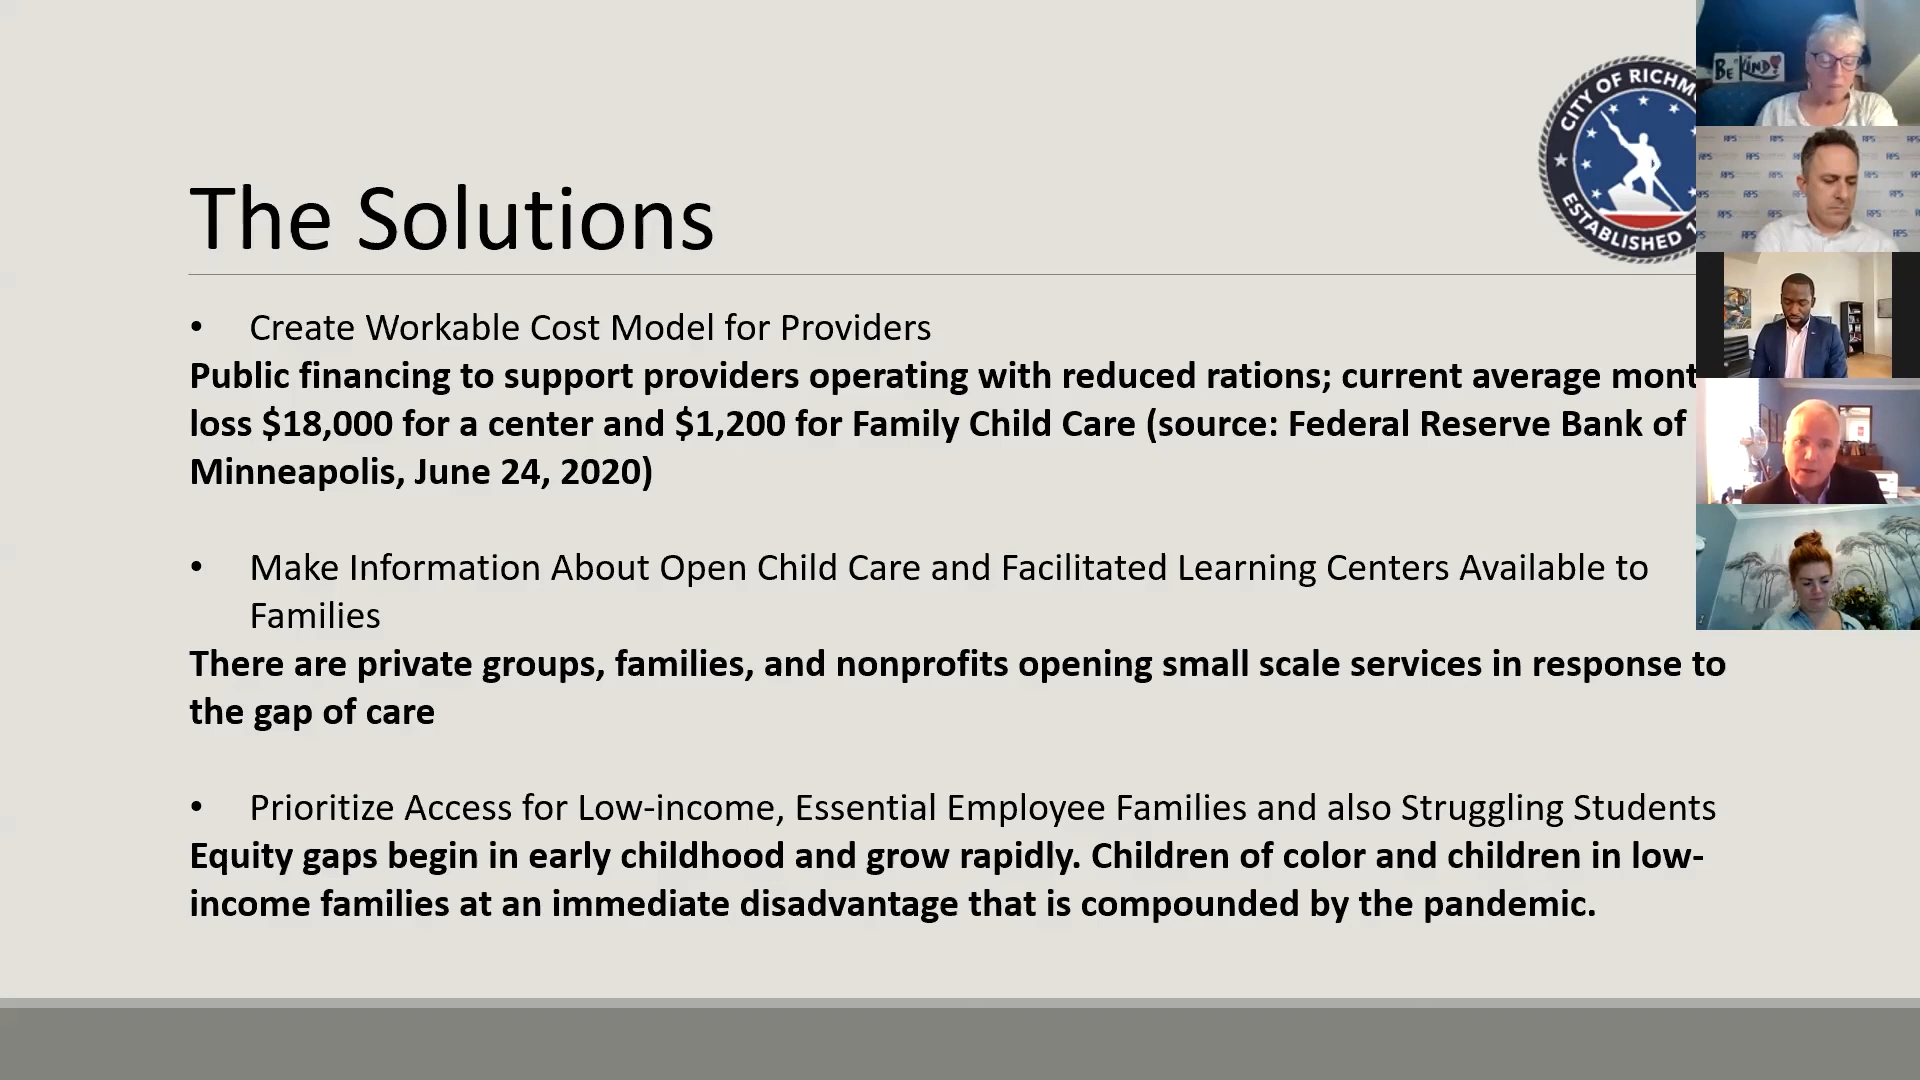 The Solutions
CITY OF RICHM
ESTABLISHED 1
• Create Workable Cost Model for Providers
Public financing to support providers operating with reduced rations; current average mont
loss $18,000 for a center and $1,200 for Family Child Care (source: Federal Reserve Bank of
Minneapolis, June 24, 2020)
• Make Information About Open Child Care and Facilitated Learning Centers Available to
Families
There are private groups, families, and nonprofits opening small scale services in response to
the gap of care
• Prioritize Access for Low-income, Essential Employee Families and also Struggling Students
Equity gaps begin in early childhood and grow rapidly. Children of color and children in low-
income families at an immediate disadvantage that is compounded by the pandemic.
BE KIND!
RPS